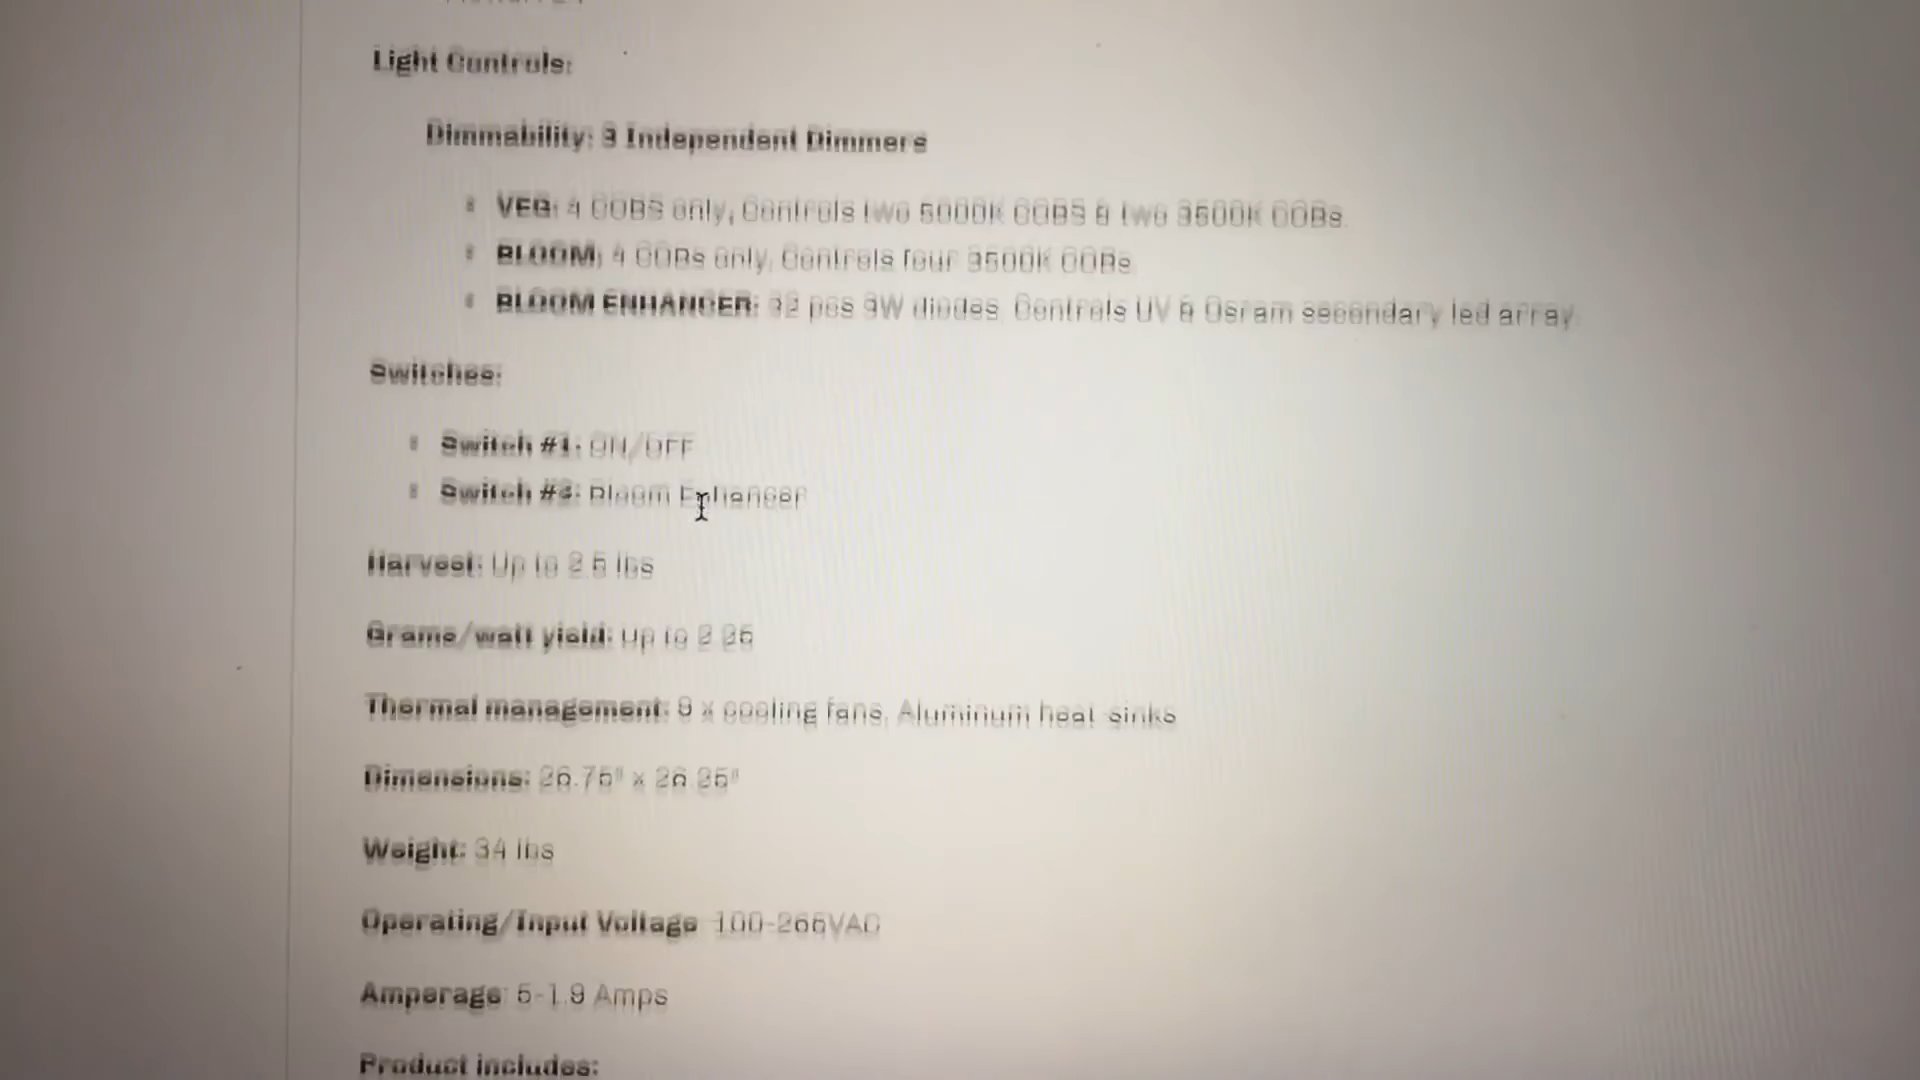 Light Controls:
Dimmability: 3 Independent Dimmers
VEG: 4 COBS only, Controls two 5000K COBS & two 3500K COBs
BLOOM: 4 COBs only, Controls four 3500K COBs
BLOOM ENHANCER: 32 pcs 3W diodes Controls UV & Osram secondary led array
Switches:
Switch #1: ON/OFF
Switch #2: Bloom Enhancer
Harvest: Up to 2.5 lbs
Grams/watt yield: up to
Thermal management: x cooling fans, Aluminum heat sinks
Dimensions: 26.75" x 26.25"
Weight: 34 lbs
Operating/Input Voltage 100-265VAC
Amperage: 5-1.9 Amps
Product includes: